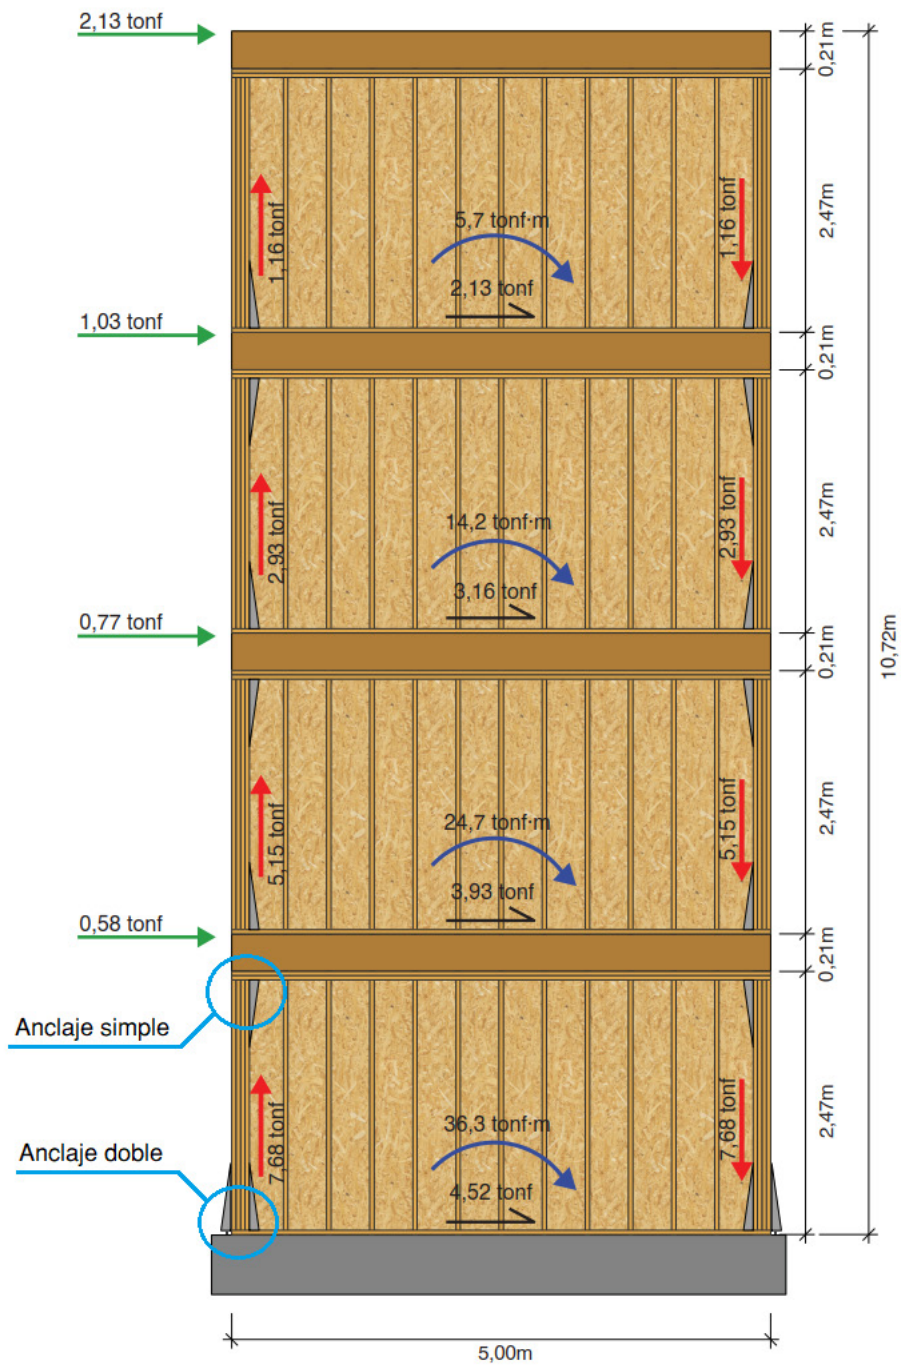 2,13 tonf
0,21m
1,16 tonf
5,7 tonf·m
2,13 tonf
1,16 tonf
2,47m
1,03 tonf
0,21m
2,93 tonf
14,2 tonf·m
3,16 tonf
2,93 tonf
2,47m
0,77 tonf
0,21m
10,72m
5,15 tonf
24,7 tonf·m
3,93 tonf
5,15 tonf
2,47m
0,58 tonf
0,21m
Anclaje simple
7,68 tonf
36,3 tonf·m
4,52 tonf
7,68 tonf
2,47m
Anclaje doble
5,00m